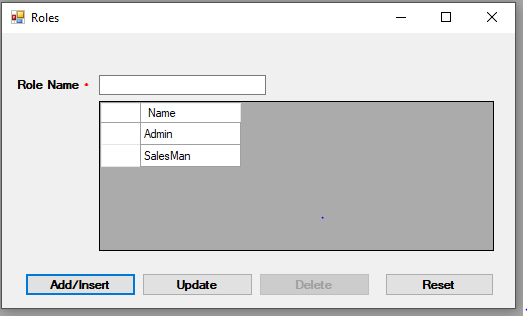 Roles
Role Name *
Name
Admin
SalesMan
Add/Insert Update Delete Reset